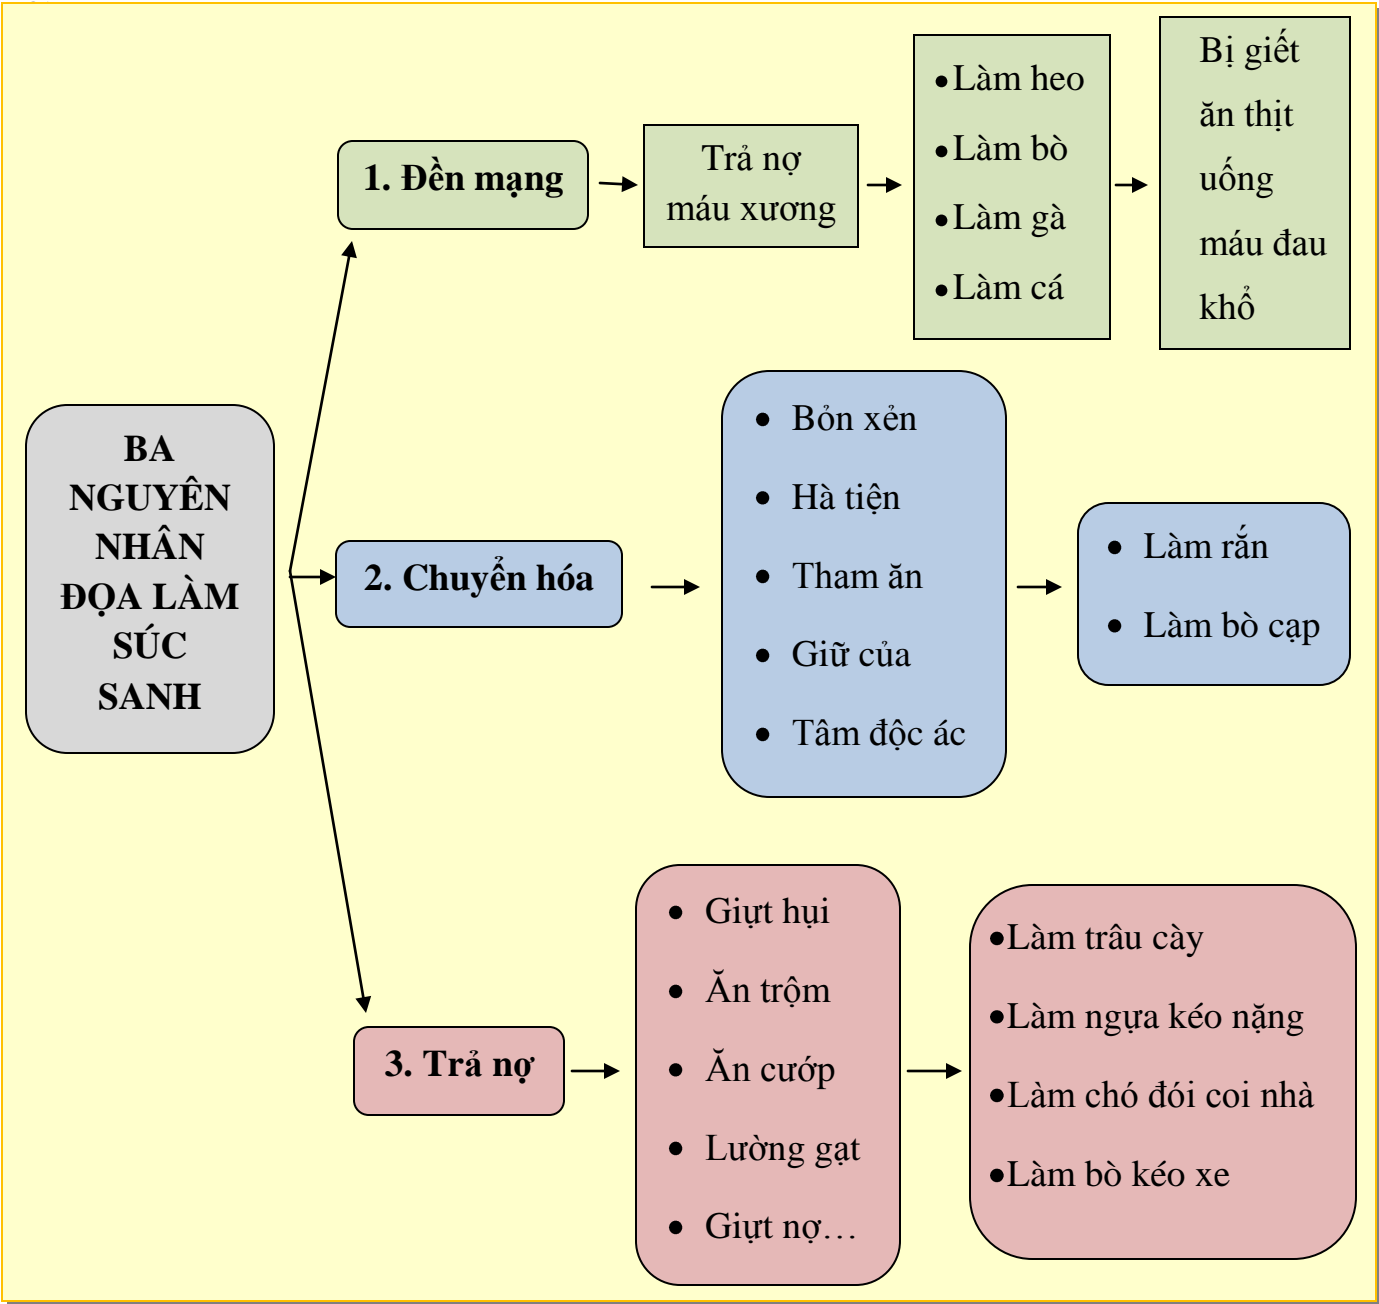 BA
NGUYÊN
NHÂN
ĐỌA LÀM
SÚC
SANH
1. Đền mạng
Trả nợ
máu xương
•Làm heo
•Làm bò
•Làm gà
•Làm cá
Bị giết
ăn thịt
uống
máu đau
khổ
2. Chuyển hóa
• Bỏn xẻn
• Hà tiện
• Tham ăn
• Giữ của
• Tâm độc ác
• Làm rắn
• Làm bò cạp
3. Trả nợ
• Giựt hụi
• Ăn trộm
• Ăn cướp
• Lường gạt
• Giựt nợ…
•Làm trâu cày
•Làm ngựa kéo nặng
•Làm chó đói coi nhà
•Làm bò kéo xe